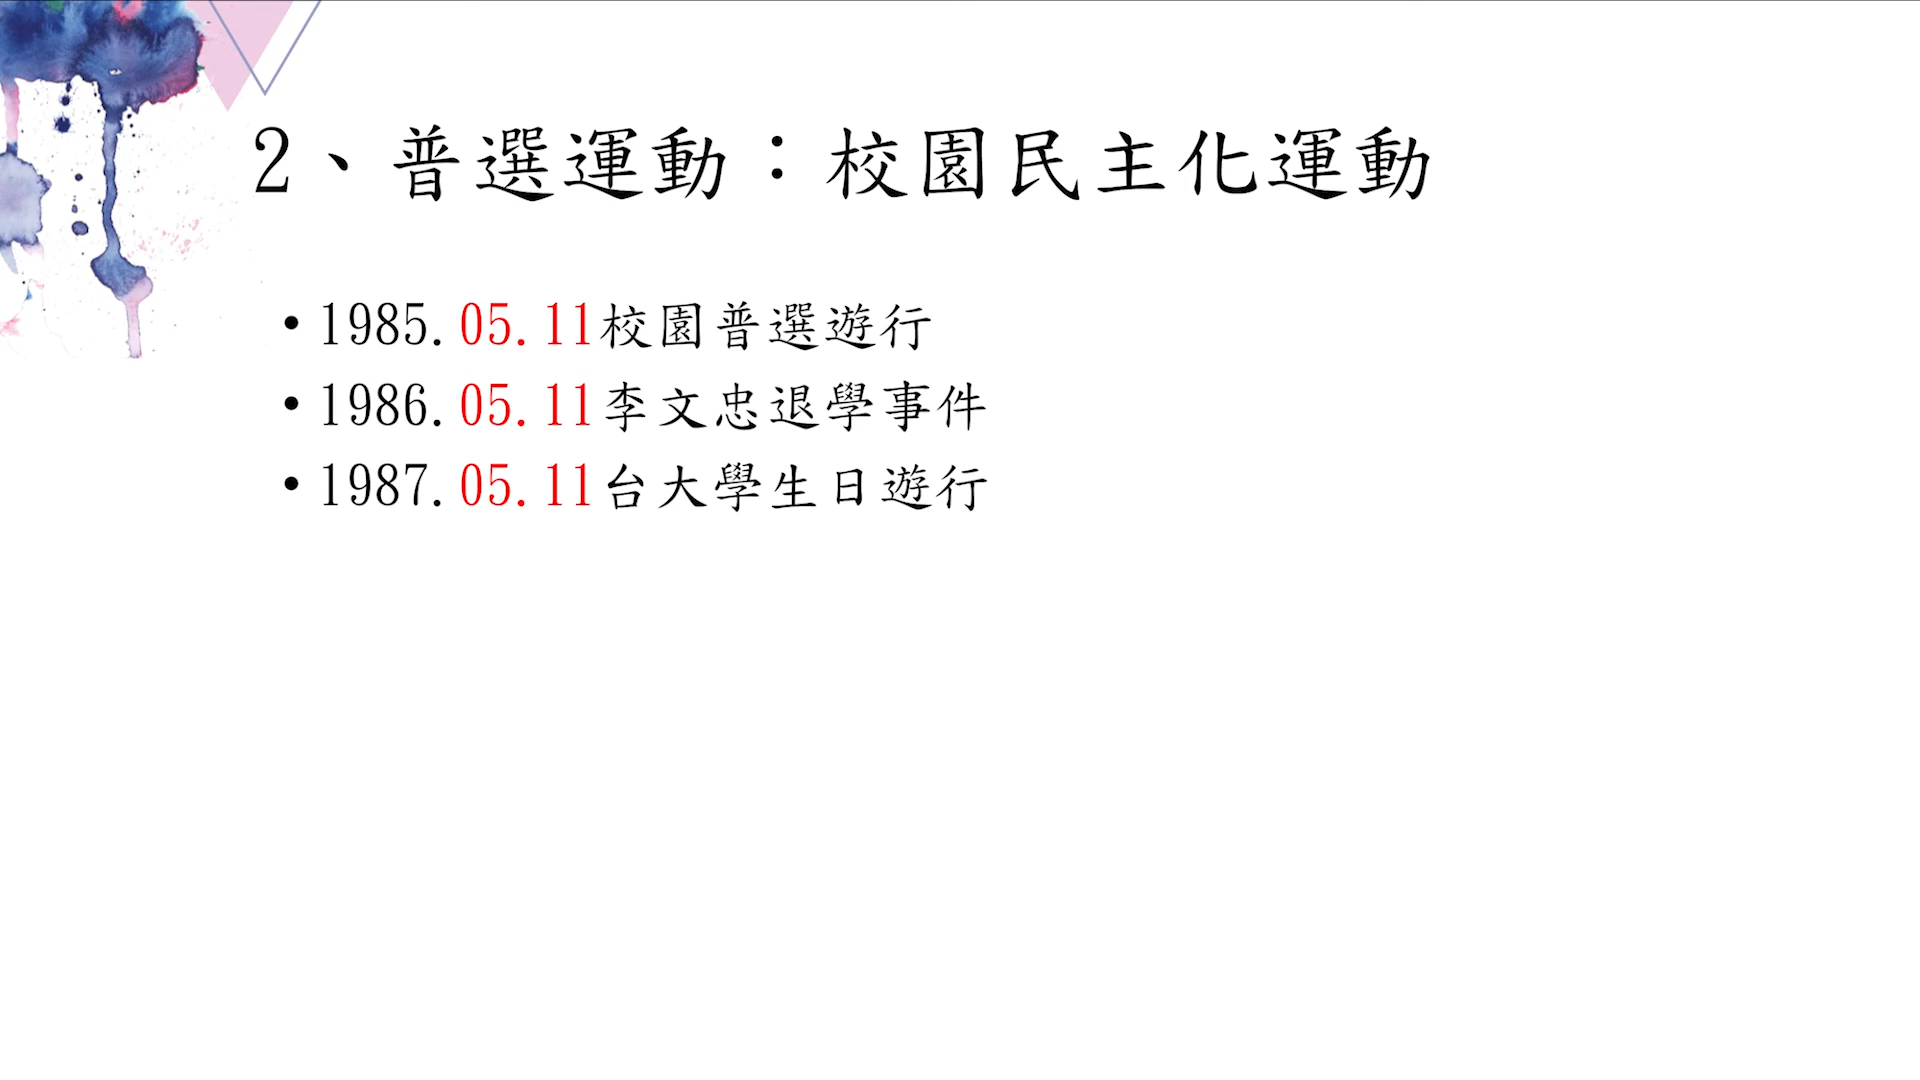 2、普選運動：校園民主化運動
•1985.05.11校園普選遊行
•1986.05.11李文忠退學事件
•1987.05.11台大學生日遊行